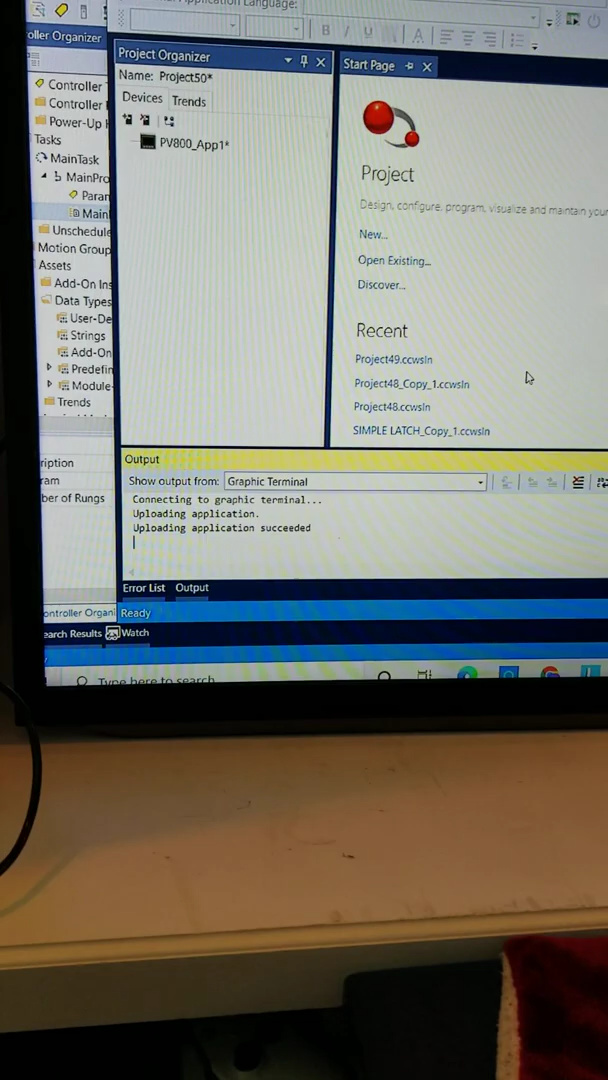 Application Language:
oller Organizer
Controller
Controller
Power-Up
Tasks
MainTask
MainPro
Param
Main
Unschedule
Motion Group
Assets
Add-On Ins
Data Types
User-De
Strings
Add-On
Predefin
Module-
Trends
ription
ram
ber of Rungs
ontroller Organi
earch Results
Watch
Project Organizer
Name: Project50*
Devices
Trends
PV800_App1*
B I U A
Start Page
Project
Design, configure, program, visualize and maintain your
New...
Open Existing...
Discover...
Recent
Project49.ccwsln
Project48_Copy_1.ccwsln
Project48.ccwsln
SIMPLE LATCH_Copy_1.ccwsln
Output
Show output from: Graphic Terminal
Connecting to graphic terminal...
Uploading application.
Uploading application succeeded
Error List
Output
Ready
Type here to search